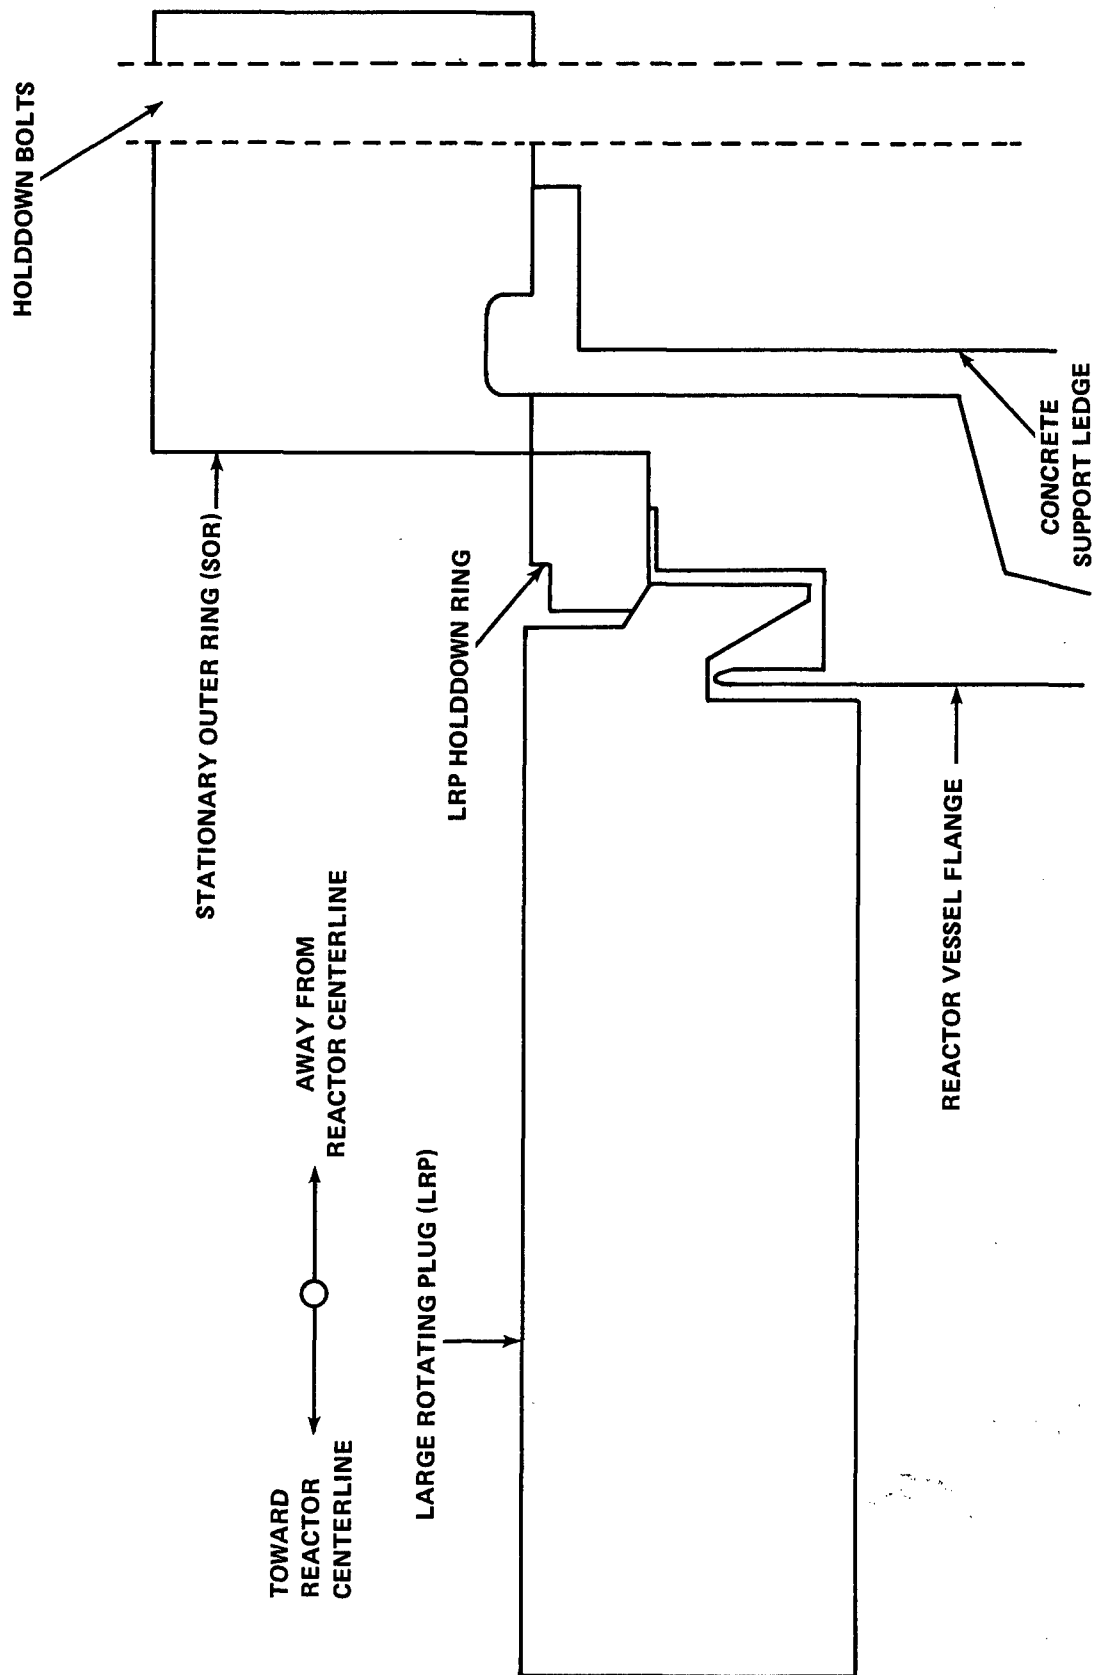 HOLDDOWN BOLTS
STATIONARY OUTER RING (SOR)
AWAY FROM
REACTOR CENTERLINE
TOWARD
REACTOR
CENTERLINE
LRP HOLDDOWN RING
LARGE ROTATING PLUG (LRP)
CONCRETE
SUPPORT LEDGE
REACTOR VESSEL FLANGE